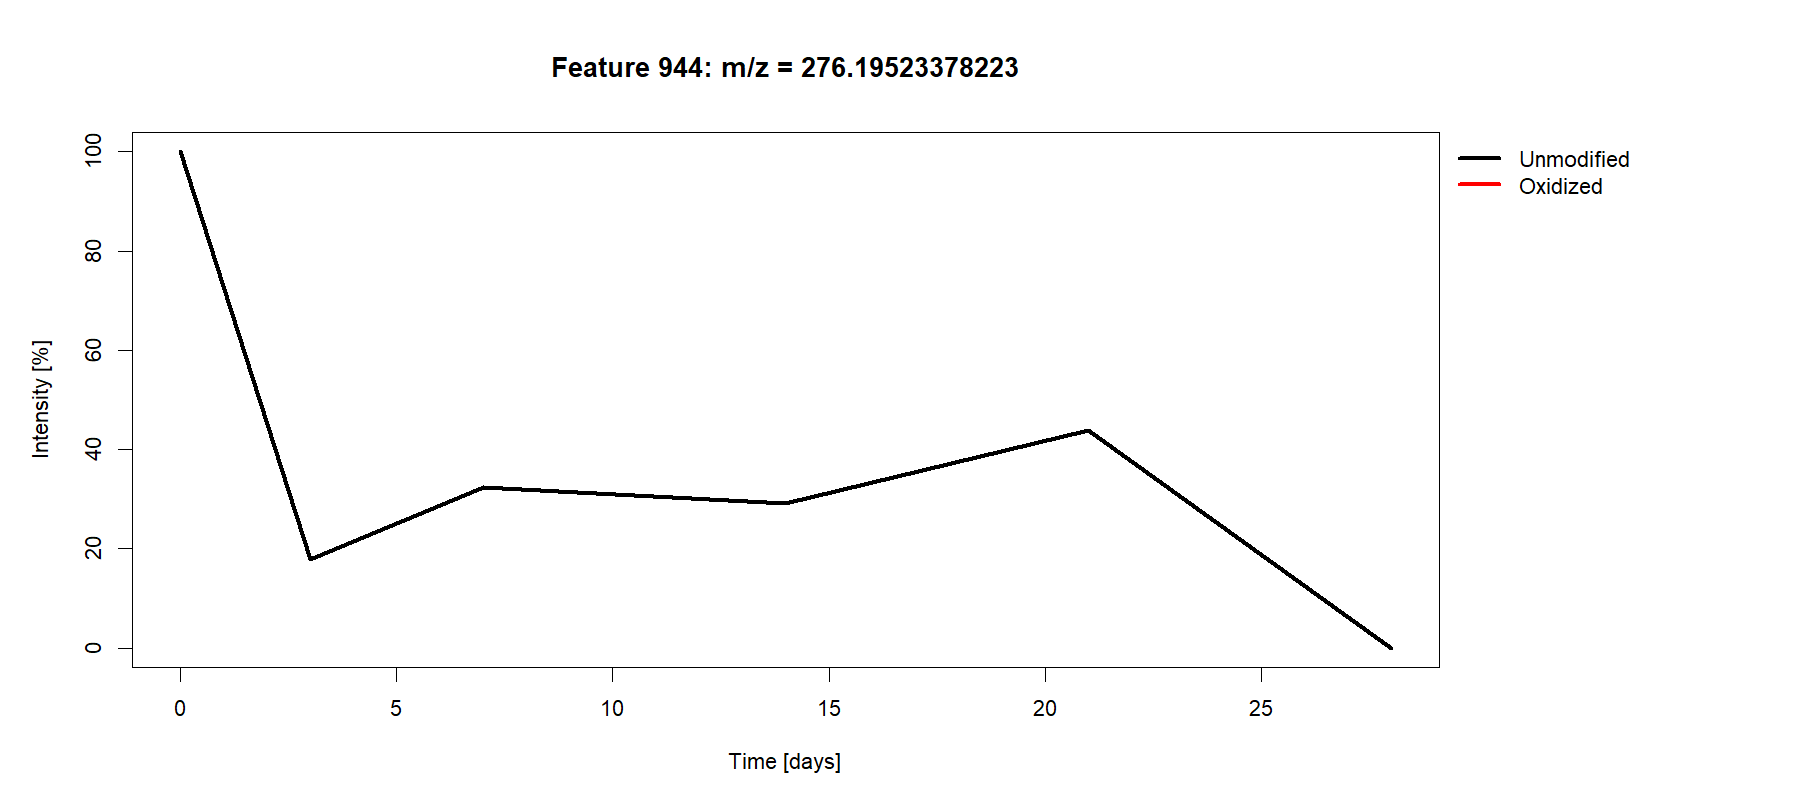 Feature 944: m/z = 276.19523378223
Unmodified
Oxidized
Intensity [%]
100
80
60
40
20
0
0 5 10 15 20 25
Time [days]